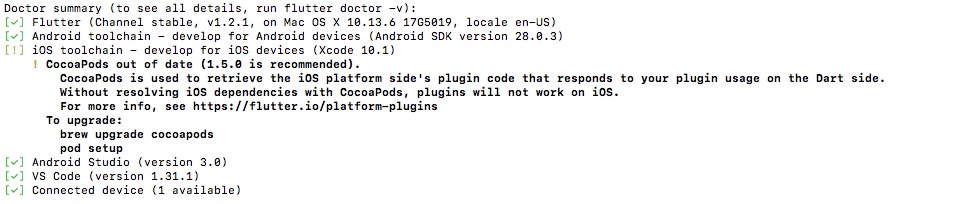 Doctor summary (to see all details, run flutter doctor -v):
[✓] Flutter (Channel stable, v1.2.1, on Mac OS X 10.13.6 17G5019, locale en-US)
[✓] Android toolchain - develop for Android devices (Android SDK version 28.0.3)
[!] iOS toolchain - develop for iOS devices (Xcode 10.1)
! CocoaPods out of date (1.5.0 is recommended).
CocoaPods is used to retrieve the iOS platform side's plugin code that responds to your plugin usage on the Dart side.
Without resolving iOS dependencies with CocoaPods, plugins will not work on iOS.
For more info, see https://flutter.io/platform-plugins
To upgrade:
brew upgrade cocoapods
pod setup
[✓] Android Studio (version 3.0)
[✓] VS Code (version 1.31.1)
[✓] Connected device (1 available)